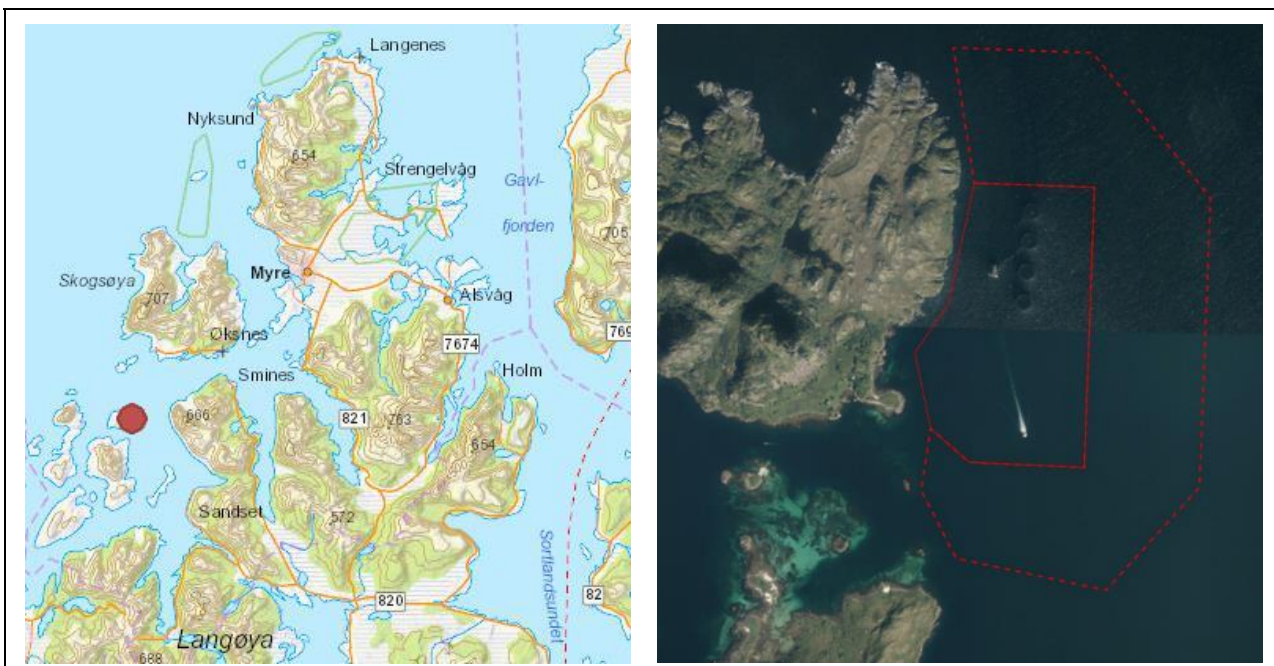 Langenes
Nyksund
654
Strengelvåg
Gavl-
fjorden
705
Skogsøya
707
Myre
Alsvåg
Øksnes
7674
769
Smines
Holm
666
821
763
654
Sandset
572
Sortlandsundet
820
82
Langøya
688